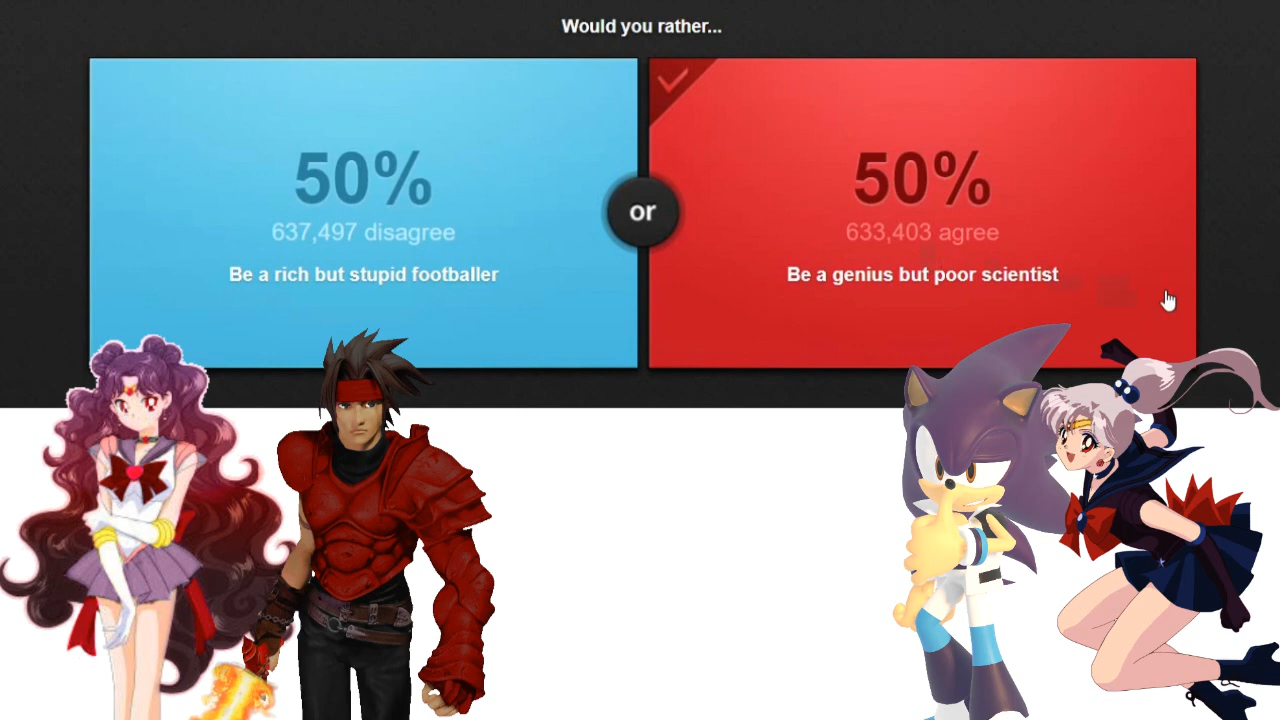 Would you rather...
50%
637,497 disagree
Be a rich but stupid footballer
or
50%
633,403 agree
Be a genius but poor scientist